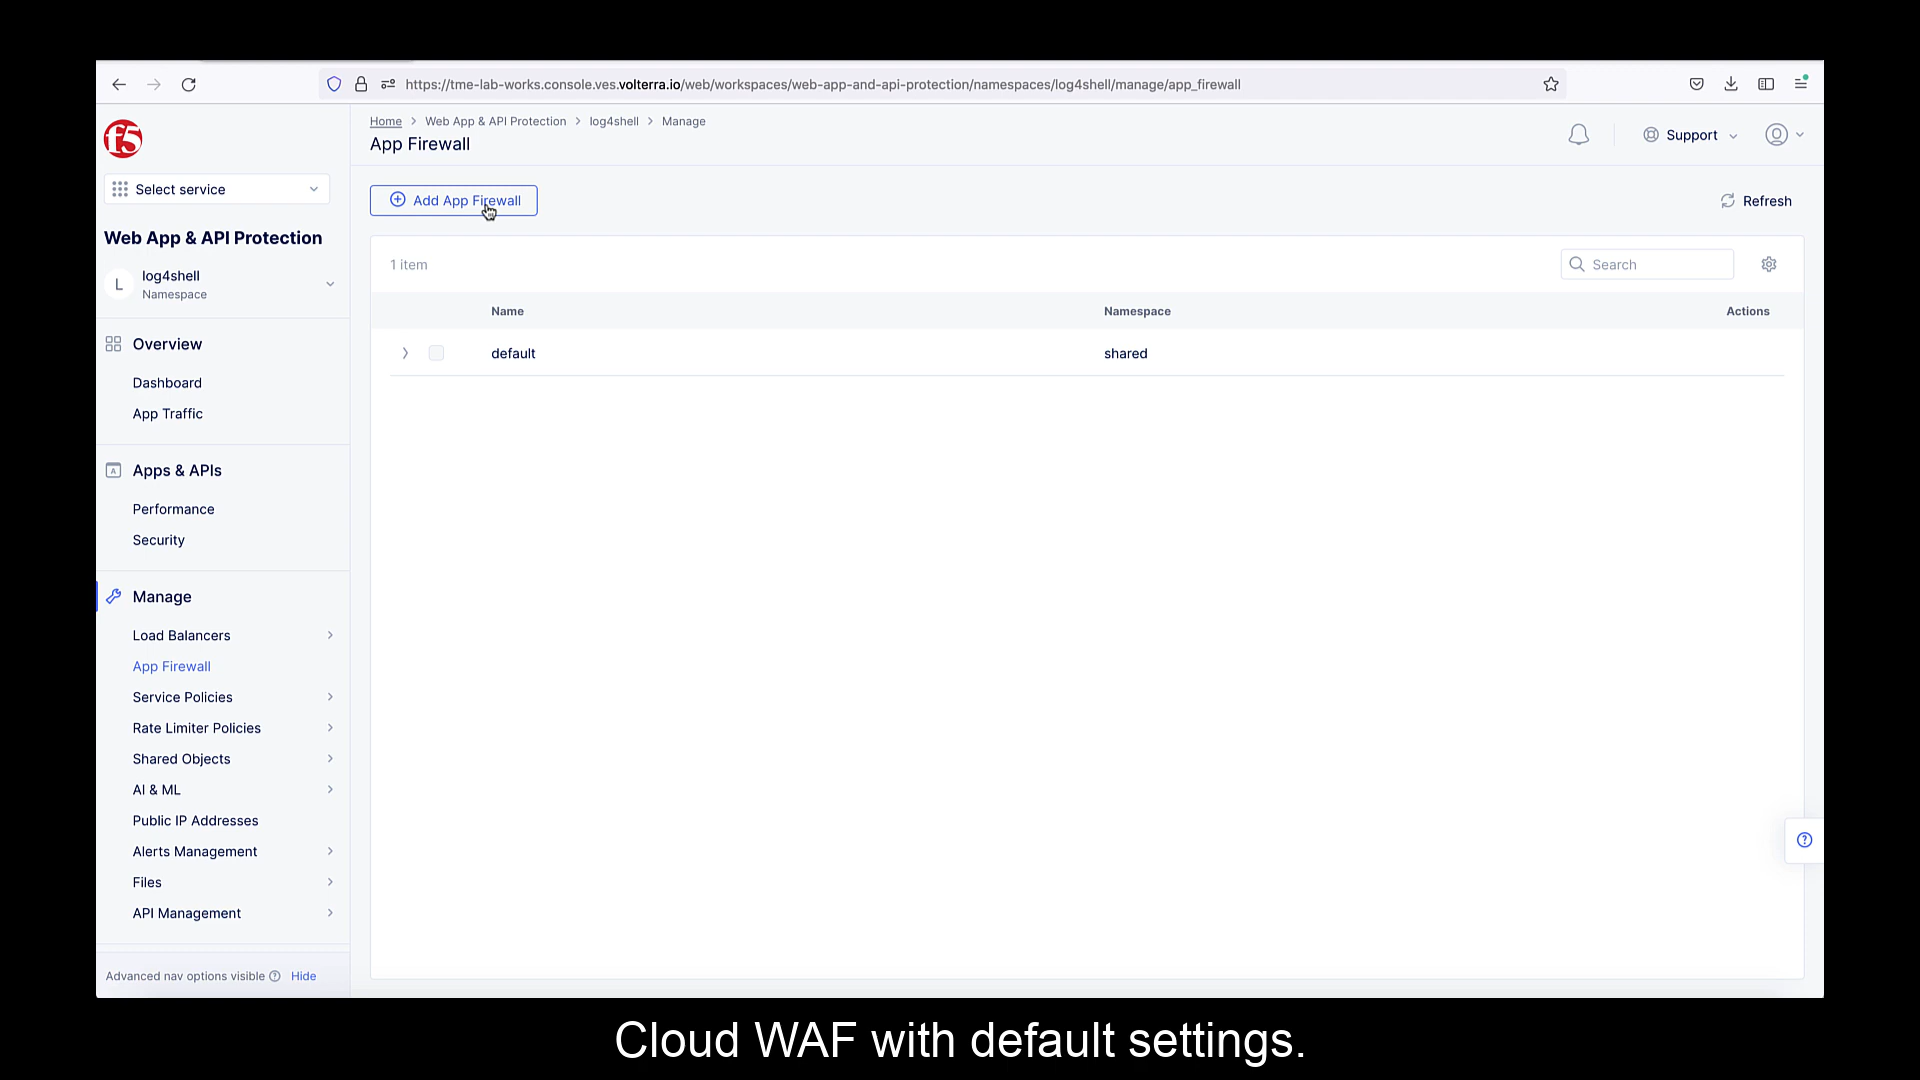 https://tme-lab-works.console.ves.volterra.io/web/workspaces/web-app-and-api-protection/namespaces/log4shell/manage/app_firewall
f5
Home > Web App & API Protection > log4shell > Manage
App Firewall
Support
Select service
Add App Firewall
Refresh
Web App & API Protection
L
log4shell
Namespace
1 item
Search
Name Namespace Actions
default shared
Overview
Dashboard
App Traffic
A
Apps & APIs
Performance
Security
Manage
Load Balancers
App Firewall
Service Policies
Rate Limiter Policies
Shared Objects
AI & ML
Public IP Addresses
Alerts Management
Files
API Management
Advanced nav options visible ? Hide
?
Cloud WAF with default settings.